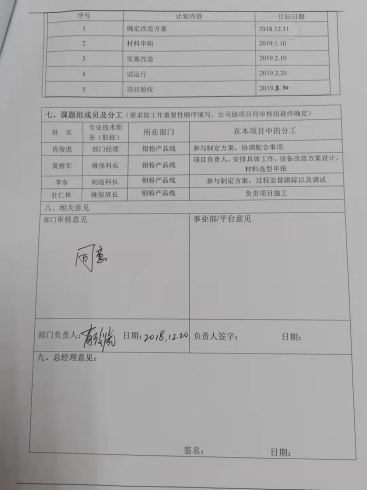 序号 计划内容 目标日期
1 确定改造方案 2018.12.31
2 材料申购 2019.1.10
3 实施改造 2019.2.10
4 试运行 2019.2.20
5 项目验收 2019.
七、课题组成员及分工（要求按工作重要性顺序填写，公司级项目间审核组最终确定）
姓 名 专业技术职务（职称） 所在部门 在本项目中的分工
肖俊虎 部门经理 钼粉产品线 参与制定方案，协调配合事项
黄桥军 维保科长 钼粉产品线 项目负责人，安排具体工作，设备改造方案设计，
材料选型申报
李东 制造科长 钼粉产品线 参与制定方案、过程监督跟踪以及调试
杜仁林 维保班长 钼粉产品线 负责项目施工
八、相关意见
部门审核意见 事业部/平台意见
同意
部门负责人： 日期：2018.12.20 负责人签字： 日期：
九、总经理意见：
签名： 日期：